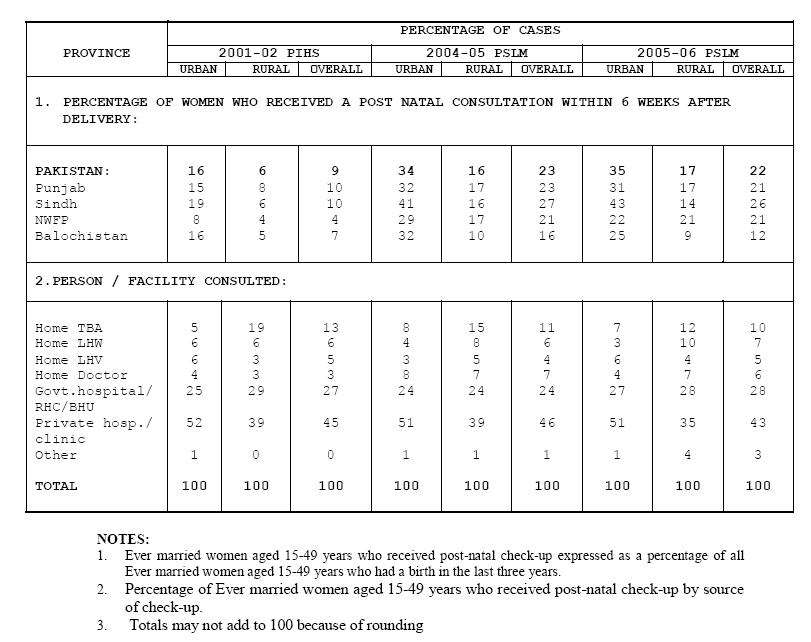 PERCENTAGE OF CASES
PROVINCE 2001-02 PIHS 2004-05 PSLM 2005-06 PSLM
URBAN RURAL OVERALL URBAN RURAL OVERALL URBAN RURAL OVERALL
1. PERCENTAGE OF WOMEN WHO RECEIVED A POST NATAL CONSULTATION WITHIN 6 WEEKS AFTER
DELIVERY:
PAKISTAN: 16 6 9 34 16 23 35 17 22
Punjab 15 8 10 32 17 23 31 17 21
Sindh 19 6 10 41 16 27 43 14 26
NWFP 8 4 4 29 17 21 22 21 21
Balochistan 16 5 7 32 10 16 25 9 12
2.PERSON / FACILITY CONSULTED:
Home TBA 5 19 13 8 15 11 7 12 10
Home LHW 6 6 6 4 8 6 3 10 7
Home LHV 6 3 5 3 5 4 6 4 5
Home Doctor 4 3 3 8 7 7 4 7 6
Govt.hospital/ 25 29 27 24 24 24 27 28 28
RHC/BHU
Private hosp./ 52 39 45 51 39 46 51 35 43
clinic
Other 1 0 0 1 1 1 1 4 3
TOTAL 100 100 100 100 100 100 100 100 100
NOTES:
1. Ever married women aged 15-49 years who received post-natal check-up expressed as a percentage of all
Ever married women aged 15-49 years who had a birth in the last three years.
2. Percentage of Ever married women aged 15-49 years who received post-natal check-up by source
of check-up.
3. Totals may not add to 100 because of rounding